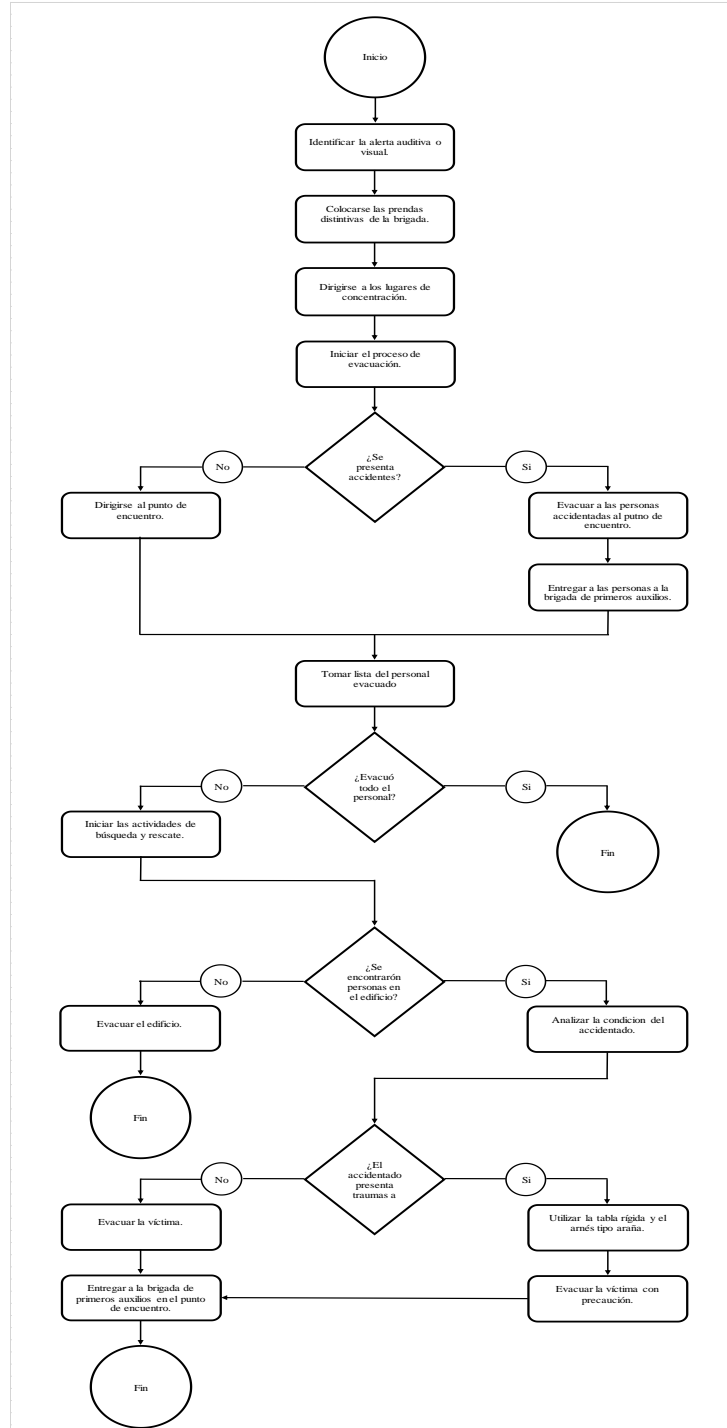 Inicio
Identificar la alerta auditiva o
visual.
Colocarse las prendas
distintivas de la brigada.
Dirigirse a los lugares de
concentración.
Iniciar el proceso de
evacuación.
¿Se
presenta
accidentes?
No
Si
Dirigirse al punto de
encuentro.
Evacuar a las personas
accidentadas al putno de
encuentro.
Entregar a las personas a la
brigada de primeros auxilios.
Tomar lista del personal
evacuado
¿Evacuó
todo el
personal?
No
Si
Iniciar las actividades de
búsqueda y rescate.
Fin
¿Se
encontrarón
personas en
el edificio?
No
Si
Evacuar el edificio.
Analizar la condicion del
accidentado.
Fin
¿El
accidentado
presenta
traumas a
No
Si
Evacuar la víctima.
Utilizar la tabla rígida y el
arnés tipo araña.
Entregar a la brigada de
primeros auxilios en el punto
de encuentro.
Evacuar la víctima con
precaución.
Fin